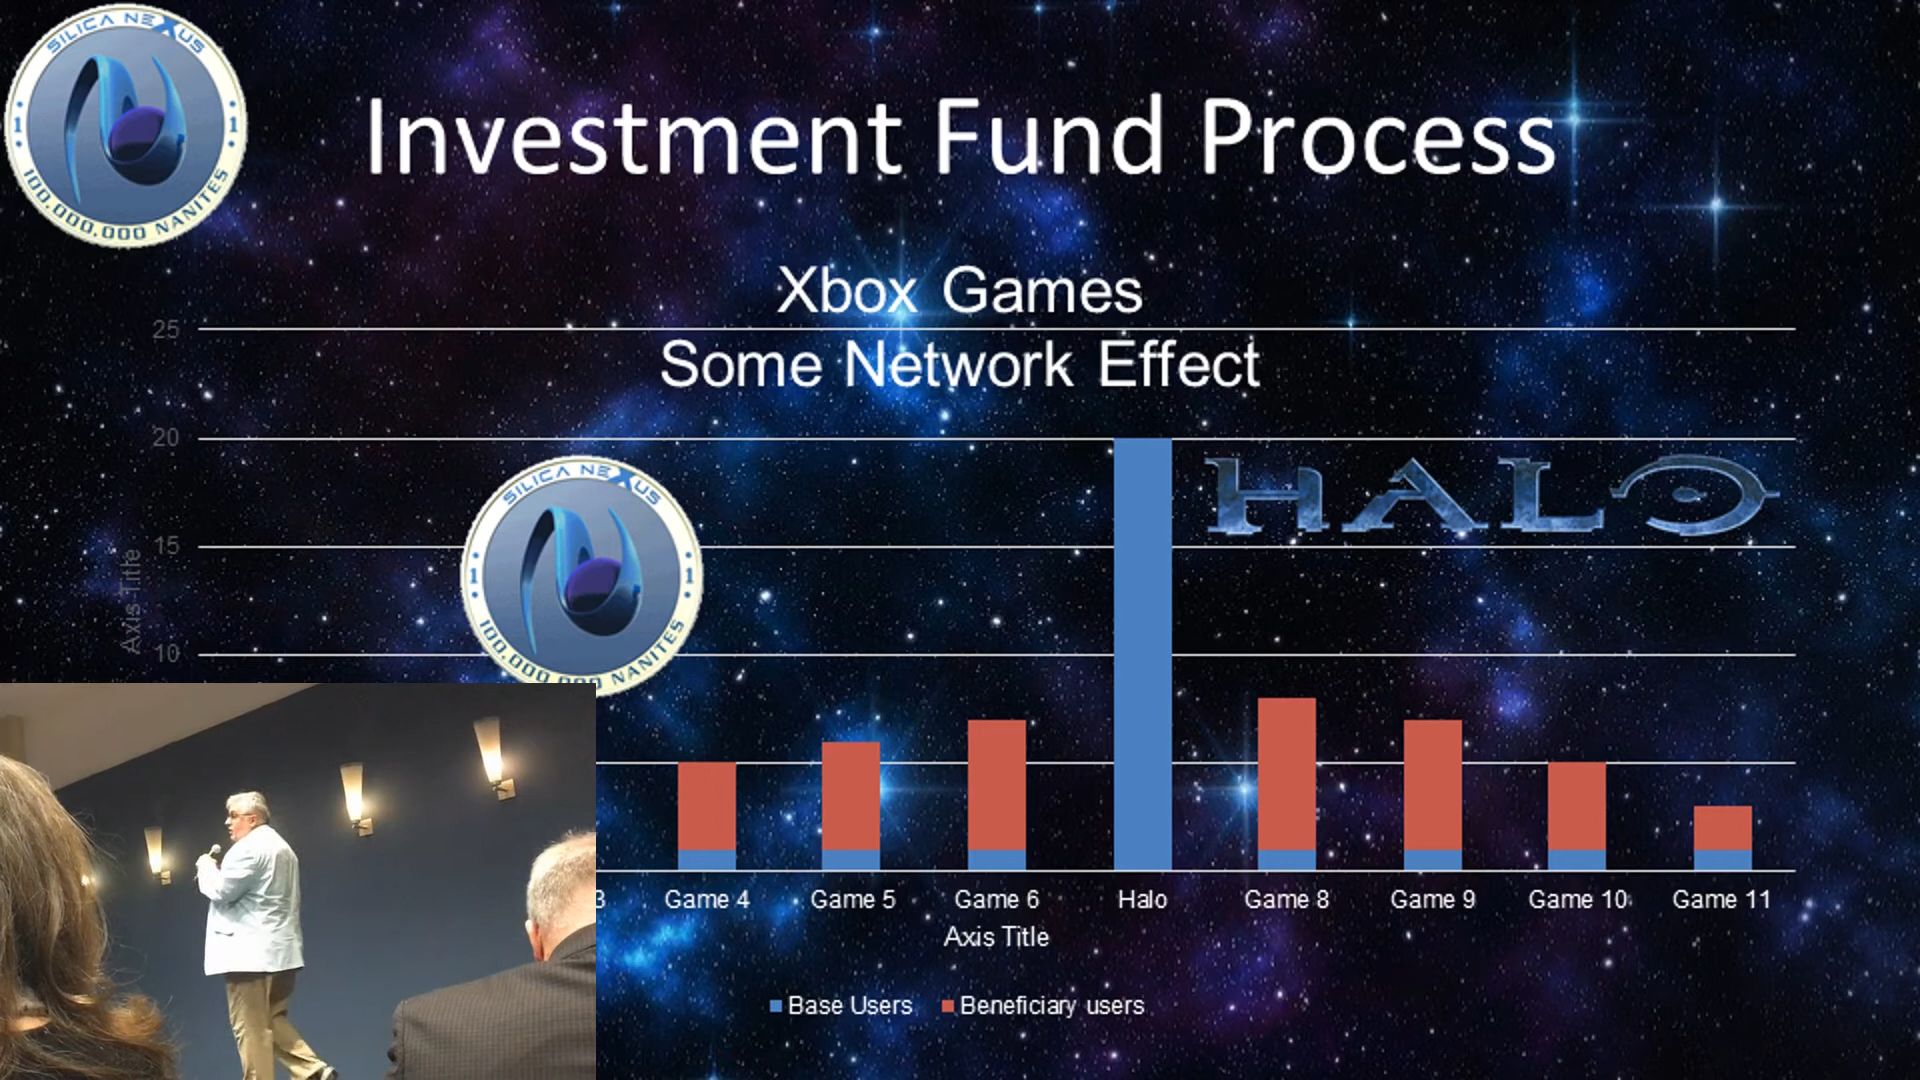 SILICA NEXUS
1 1
100.000.000 NANITES
Investment Fund Process
Xbox Games
Some Network Effect
25
20
15
10
Axis Title
HALO
SILICA NEXUS
1 1
100.000.000 NANITES
3 Game 4 Game 5 Game 6 Halo Game 8 Game 9 Game 10 Game 11
Axis Title
Base Users Beneficiary users